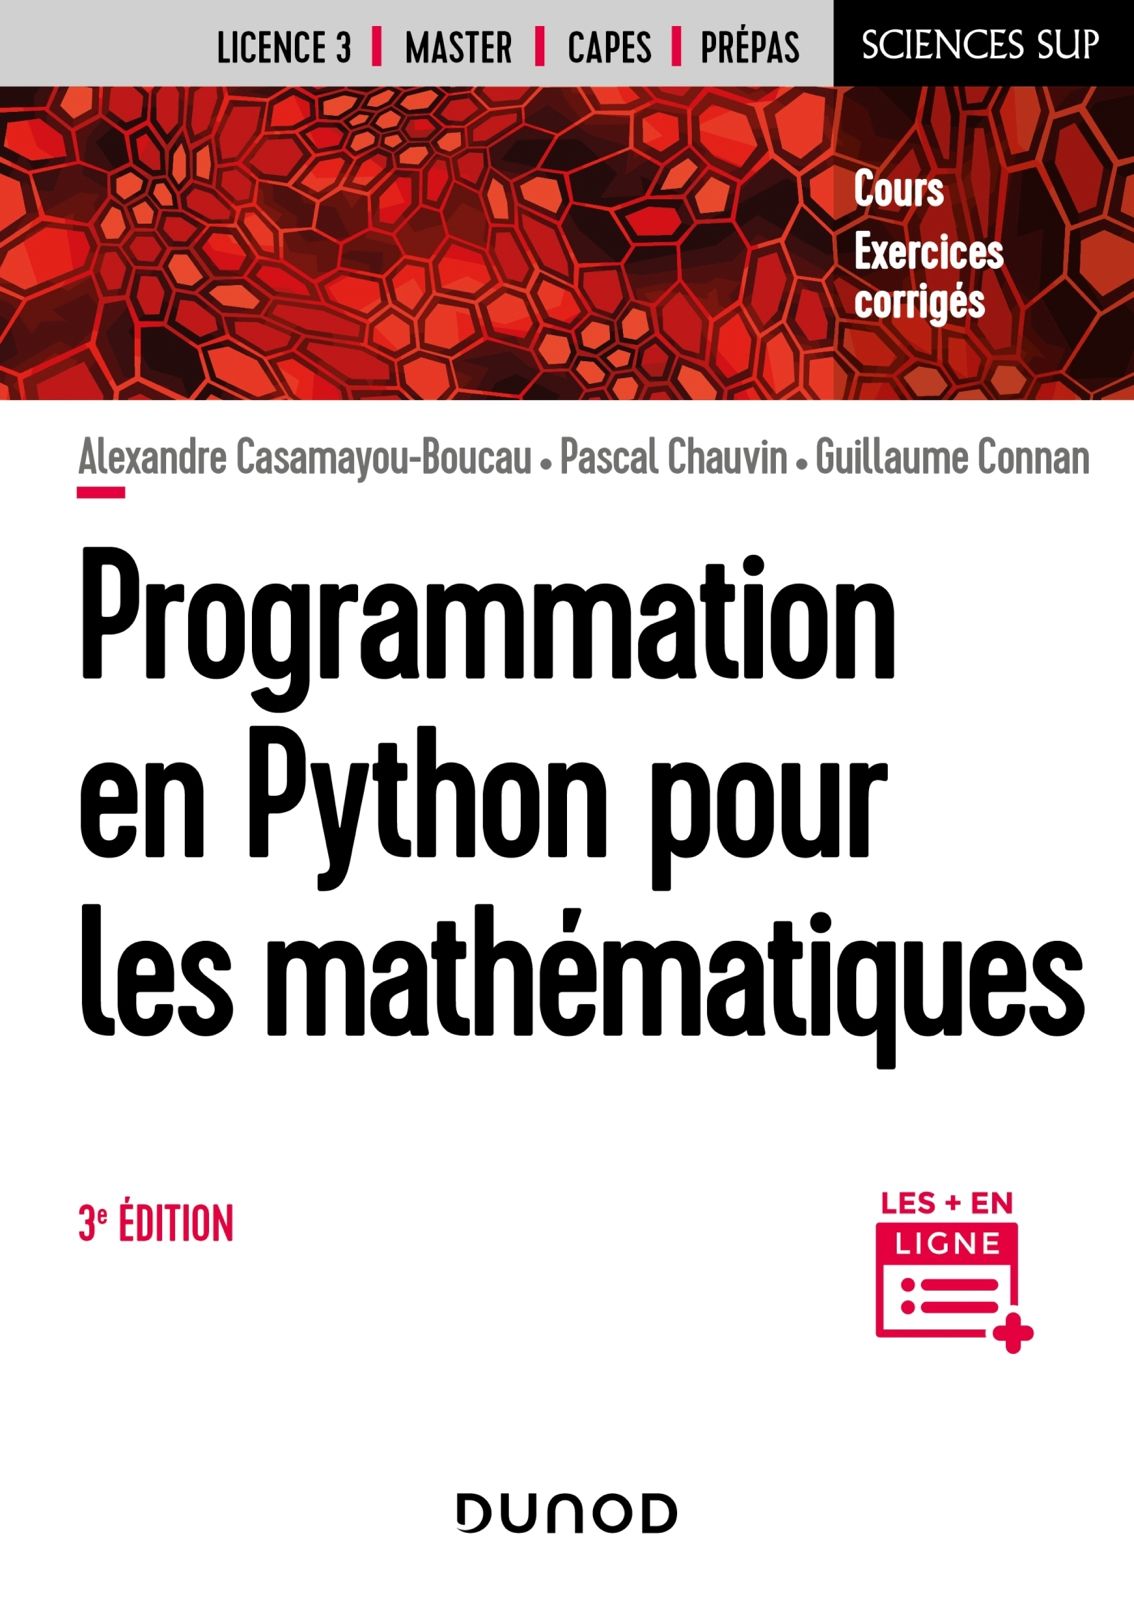 LICENCE 3 | MASTER | CAPES | PRÉPAS
SCIENCES SUP
Cours
Exercices
corrigés
Alexandre Casamayou-Boucau • Pascal Chauvin • Guillaume Connan
Programmation
en Python pour
les mathématiques
3e ÉDITION
LES + EN
LIGNE
DUNOD